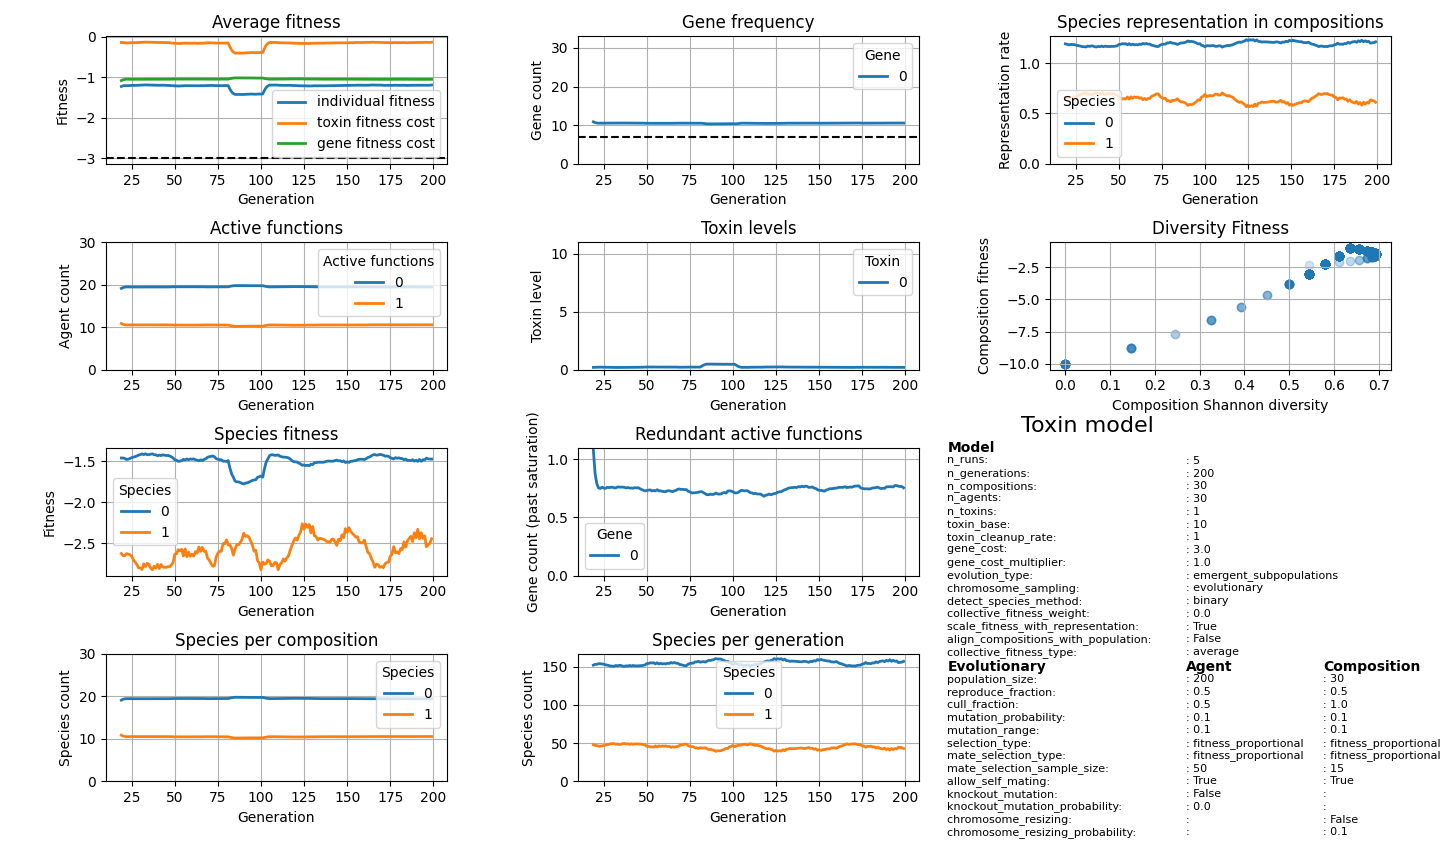 Average fitness
Fitness
0
−1
−2
−3
individual fitness
toxin fitness cost
gene fitness cost
25 50 75 100 125 150 175 200
Generation
Gene frequency
Gene count
30
20
10
0
Gene
0
25 50 75 100 125 150 175 200
Generation
Species representation in compositions
Representation rate
1.0
0.5
0.0
Species
0
1
25 50 75 100 125 150 175 200
Generation
Active functions
Agent count
30
20
10
0
Active functions
0
1
25 50 75 100 125 150 175 200
Generation
Toxin levels
Toxin level
10
5
0
Toxin
0
25 50 75 100 125 150 175 200
Generation
Diversity Fitness
Composition fitness
−2.5
−5.0
−7.5
−10.0
0.0 0.1 0.2 0.3 0.4 0.5 0.6 0.7
Composition Shannon diversity
Species fitness
Fitness
−1.5
−2.0
−2.5
Species
0
1
25 50 75 100 125 150 175 200
Generation
Redundant active functions
Gene count (past saturation)
1.0
0.5
0.0
Gene
0
25 50 75 100 125 150 175 200
Generation
Species per composition
Species count
30
20
10
0
Species
0
1
25 50 75 100 125 150 175 200
Generation
Species per generation
Species count
150
100
50
0
Species
0
1
25 50 75 100 125 150 175 200
Generation
Toxin model
Model
n_runs: : 5
n_generations: : 200
n_compositions: : 30
n_agents: : 30
n_toxins: : 1
toxin_base: : 10
toxin_cleanup_rate: : 1
gene_cost: : 3.0
gene_cost_multiplier: : 1.0
evolution_type: : emergent_subpopulations
chromosome_sampling: : evolutionary
detect_species_method: : binary
collective_fitness_weight: : 0.0
scale_fitness_with_representation: : True
align_compositions_with_population: : False
collective_fitness_type: : average
Evolutionary Agent Composition
population_size: : 200 : 30
reproduce_fraction: : 0.5 : 0.5
cull_fraction: : 0.5 : 1.0
mutation_probability: : 0.1 : 0.1
mutation_range: : 0.1 : 0.1
selection_type: : fitness_proportional : fitness_proportional
mate_selection_type: : fitness_proportional : fitness_proportional
mate_selection_sample_size: : 50 : 15
allow_self_mating: : True : True
knockout_mutation: : False :
knockout_mutation_probability: : 0.0 :
chromosome_resizing: : : False
chromosome_resizing_probability: : : 0.1